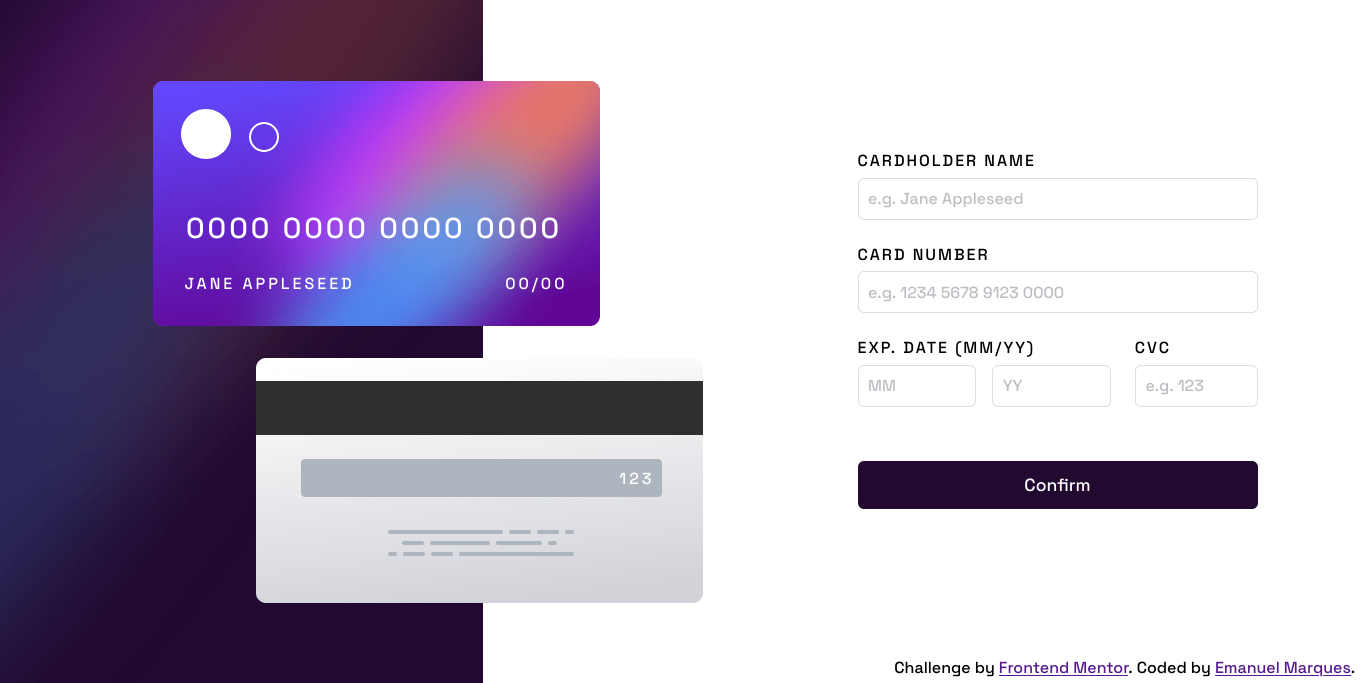 0000 0000 0000 0000
JANE APPLESEED 00/00
123
CARDHOLDER NAME
e.g. Jane Appleseed
CARD NUMBER
e.g. 1234 5678 9123 0000
EXP. DATE (MM/YY) CVC
MM YY e.g. 123
Confirm
Challenge by Frontend Mentor. Coded by Emanuel Marques.